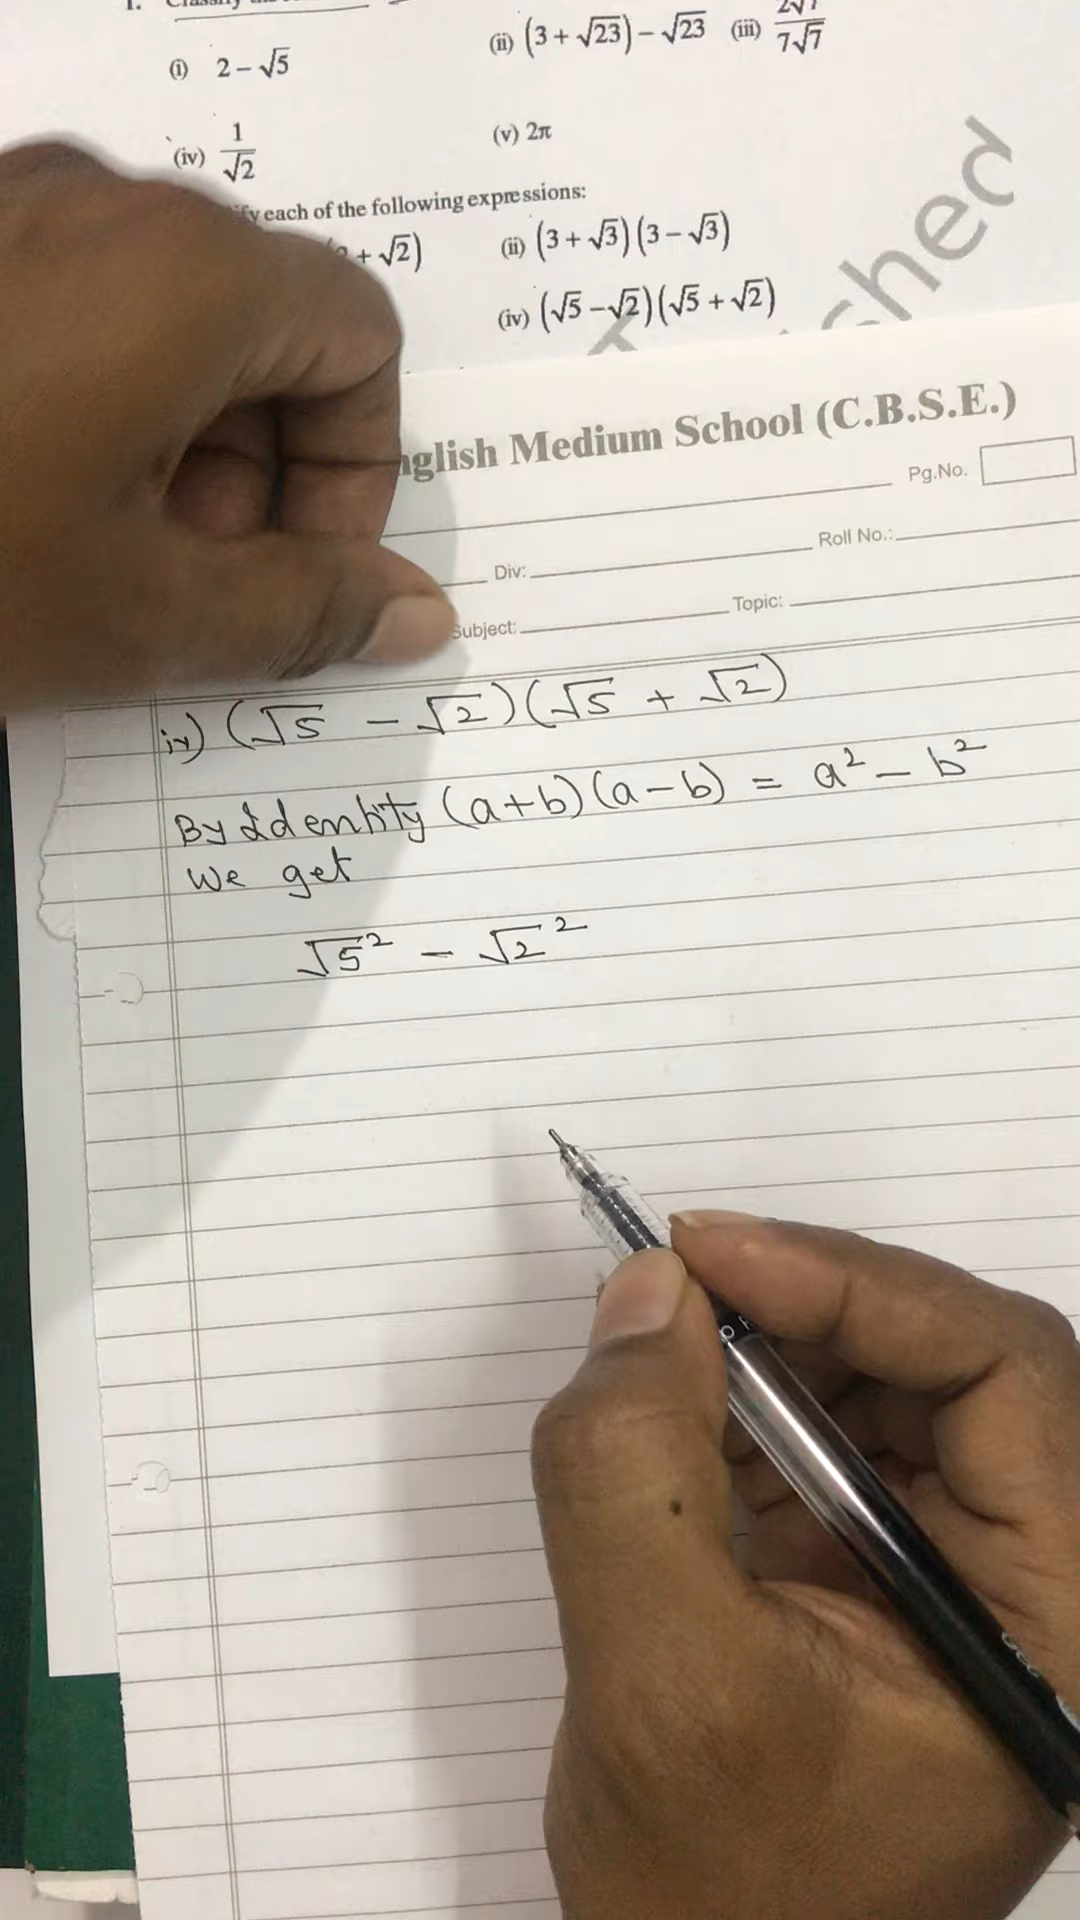 1.
(i) 2 – √5 (ii) (3 + √23) – √23 (iii) 2√7/7√7
(iv) 1/√2 (v) 2π
each of the following expressions:
+ √2) (ii) (3 + √3)(3 – √3)
(iv) (√5 – √2)(√5 + √2)
Medium School (C.B.S.E.)
Pg.No.
Div: Roll No.:
Subject: Topic:
iv) (√5 – √2)(√5 + √2)
By Identity (a+b)(a–b) = a² – b²
We get
√5² – √2²